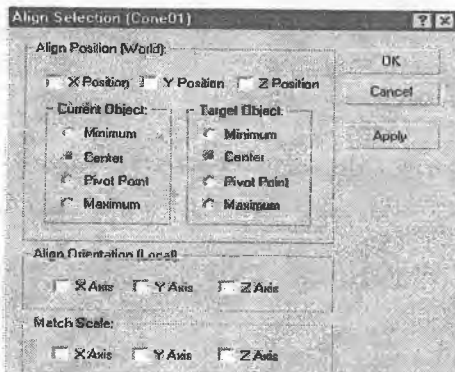 Align Selection (Cone01)
Align Position (World):
X Position Y Position Z Position
Current Object:
Minimum
Center
Pivot Point
Maximum
Target Object:
Minimum
Center
Pivot Point
Maximum
OK
Cancel
Apply
Align Orientation (Local)
X Axis Y Axis Z Axis
Match Scale:
X Axis Y Axis Z Axis